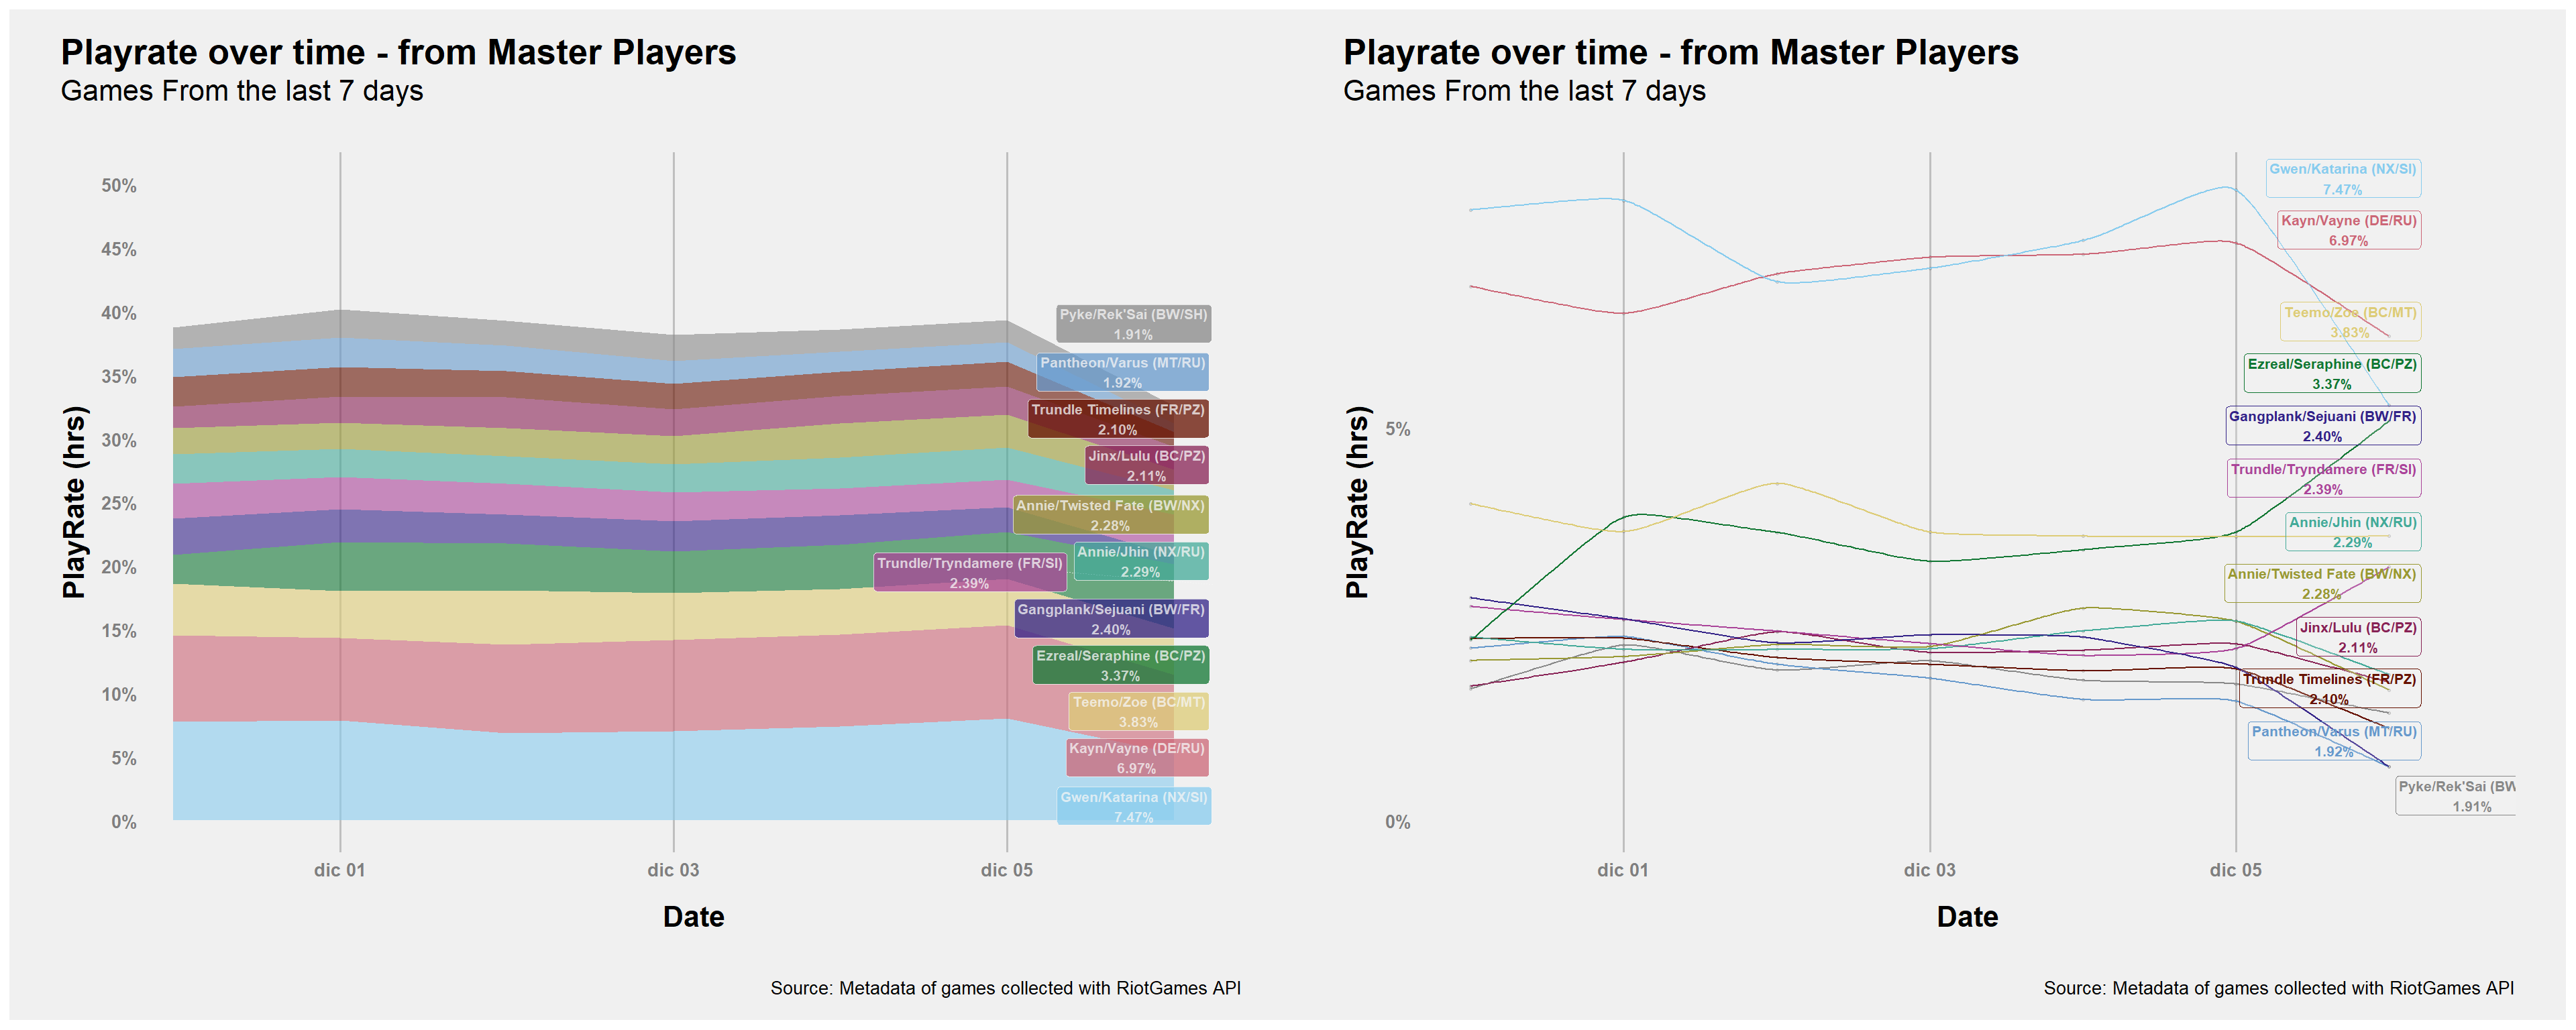 Playrate over time - from Master Players
Games From the last 7 days
PlayRate (hrs)
50%
45%
40%
35%
30%
25%
20%
15%
10%
5%
0%
Pyke/Rek'Sai (BW/SH)
1.91%
Pantheon/Varus (MT/RU)
1.92%
Trundle Timelines (FR/PZ)
2.10%
Jinx/Lulu (BC/PZ)
2.11%
Annie/Twisted Fate (BW/NX)
2.28%
Annie/Jhin (NX/RU)
2.29%
Trundle/Tryndamere (FR/SI)
2.39%
Gangplank/Sejuani (BW/FR)
2.40%
Ezreal/Seraphine (BC/PZ)
3.37%
Teemo/Zoe (BC/MT)
3.83%
Kayn/Vayne (DE/RU)
6.97%
Gwen/Katarina (NX/SI)
7.47%
dic 01
dic 03
dic 05
Date
Source: Metadata of games collected with RiotGames API
Playrate over time - from Master Players
Games From the last 7 days
PlayRate (hrs)
5%
0%
Gwen/Katarina (NX/SI)
7.47%
Kayn/Vayne (DE/RU)
6.97%
Teemo/Zoe (BC/MT)
3.83%
Ezreal/Seraphine (BC/PZ)
3.37%
Gangplank/Sejuani (BW/FR)
2.40%
Trundle/Tryndamere (FR/SI)
2.39%
Annie/Jhin (NX/RU)
2.29%
Annie/Twisted Fate (BW/NX)
2.28%
Jinx/Lulu (BC/PZ)
2.11%
Trundle Timelines (FR/PZ)
2.10%
Pantheon/Varus (MT/RU)
1.92%
Pyke/Rek'Sai (BW
1.91%
dic 01
dic 03
dic 05
Date
Source: Metadata of games collected with RiotGames API